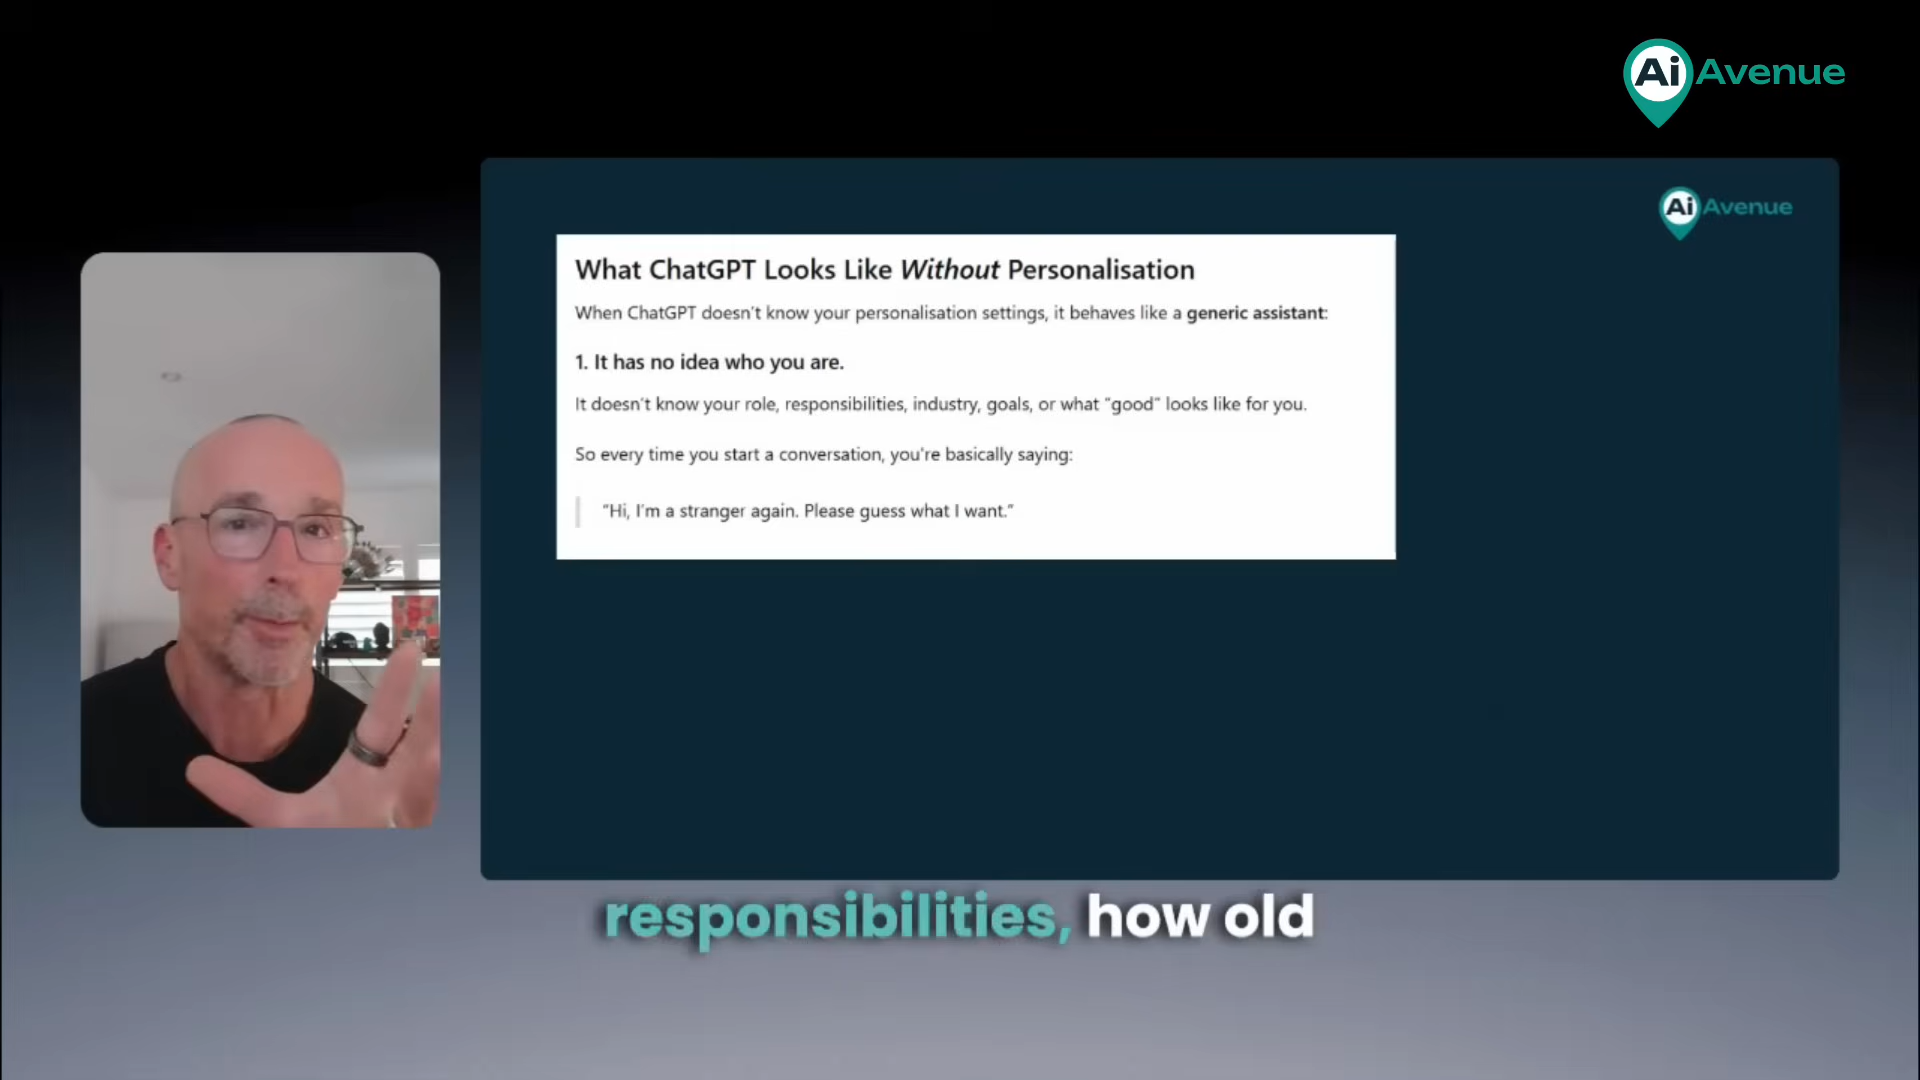 Ai Avenue
Ai Avenue
What ChatGPT Looks Like Without Personalisation
When ChatGPT doesn't know your personalisation settings, it behaves like a generic assistant:
1. It has no idea who you are.
It doesn't know your role, responsibilities, industry, goals, or what "good" looks like for you.
So every time you start a conversation, you're basically saying:
"Hi, I'm a stranger again. Please guess what I want."
responsibilities, how old